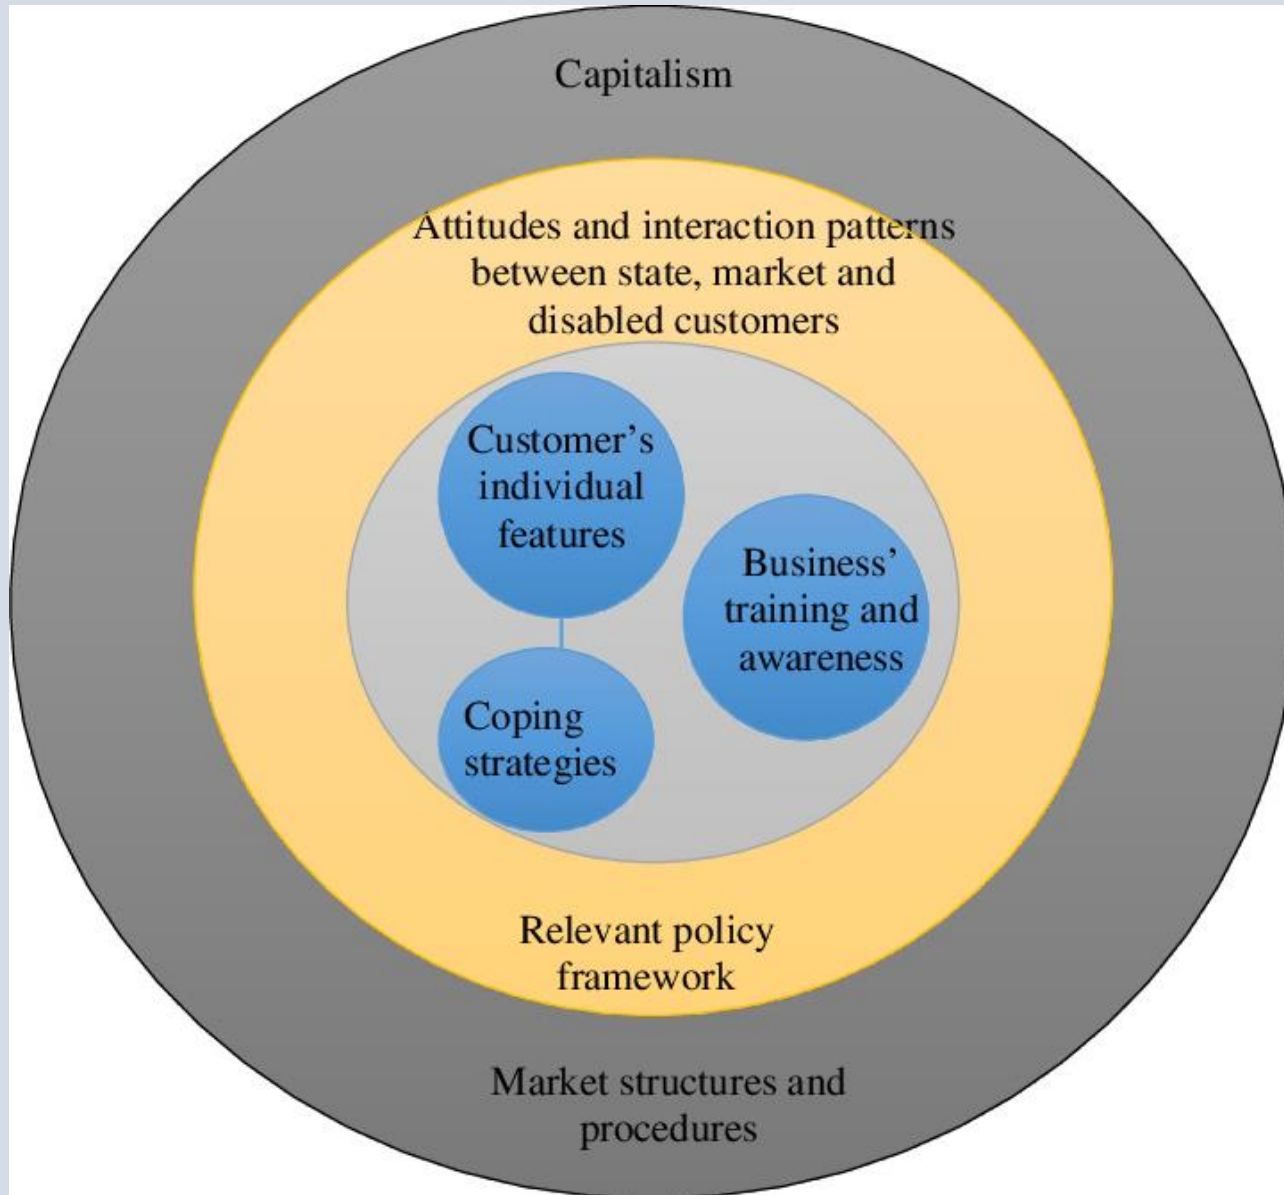 Capitalism
Attitudes and interaction patterns
between state, market and
disabled customers
Customer’s
individual
features
Business’
training and
awareness
Coping
strategies
Relevant policy
framework
Market structures and
procedures